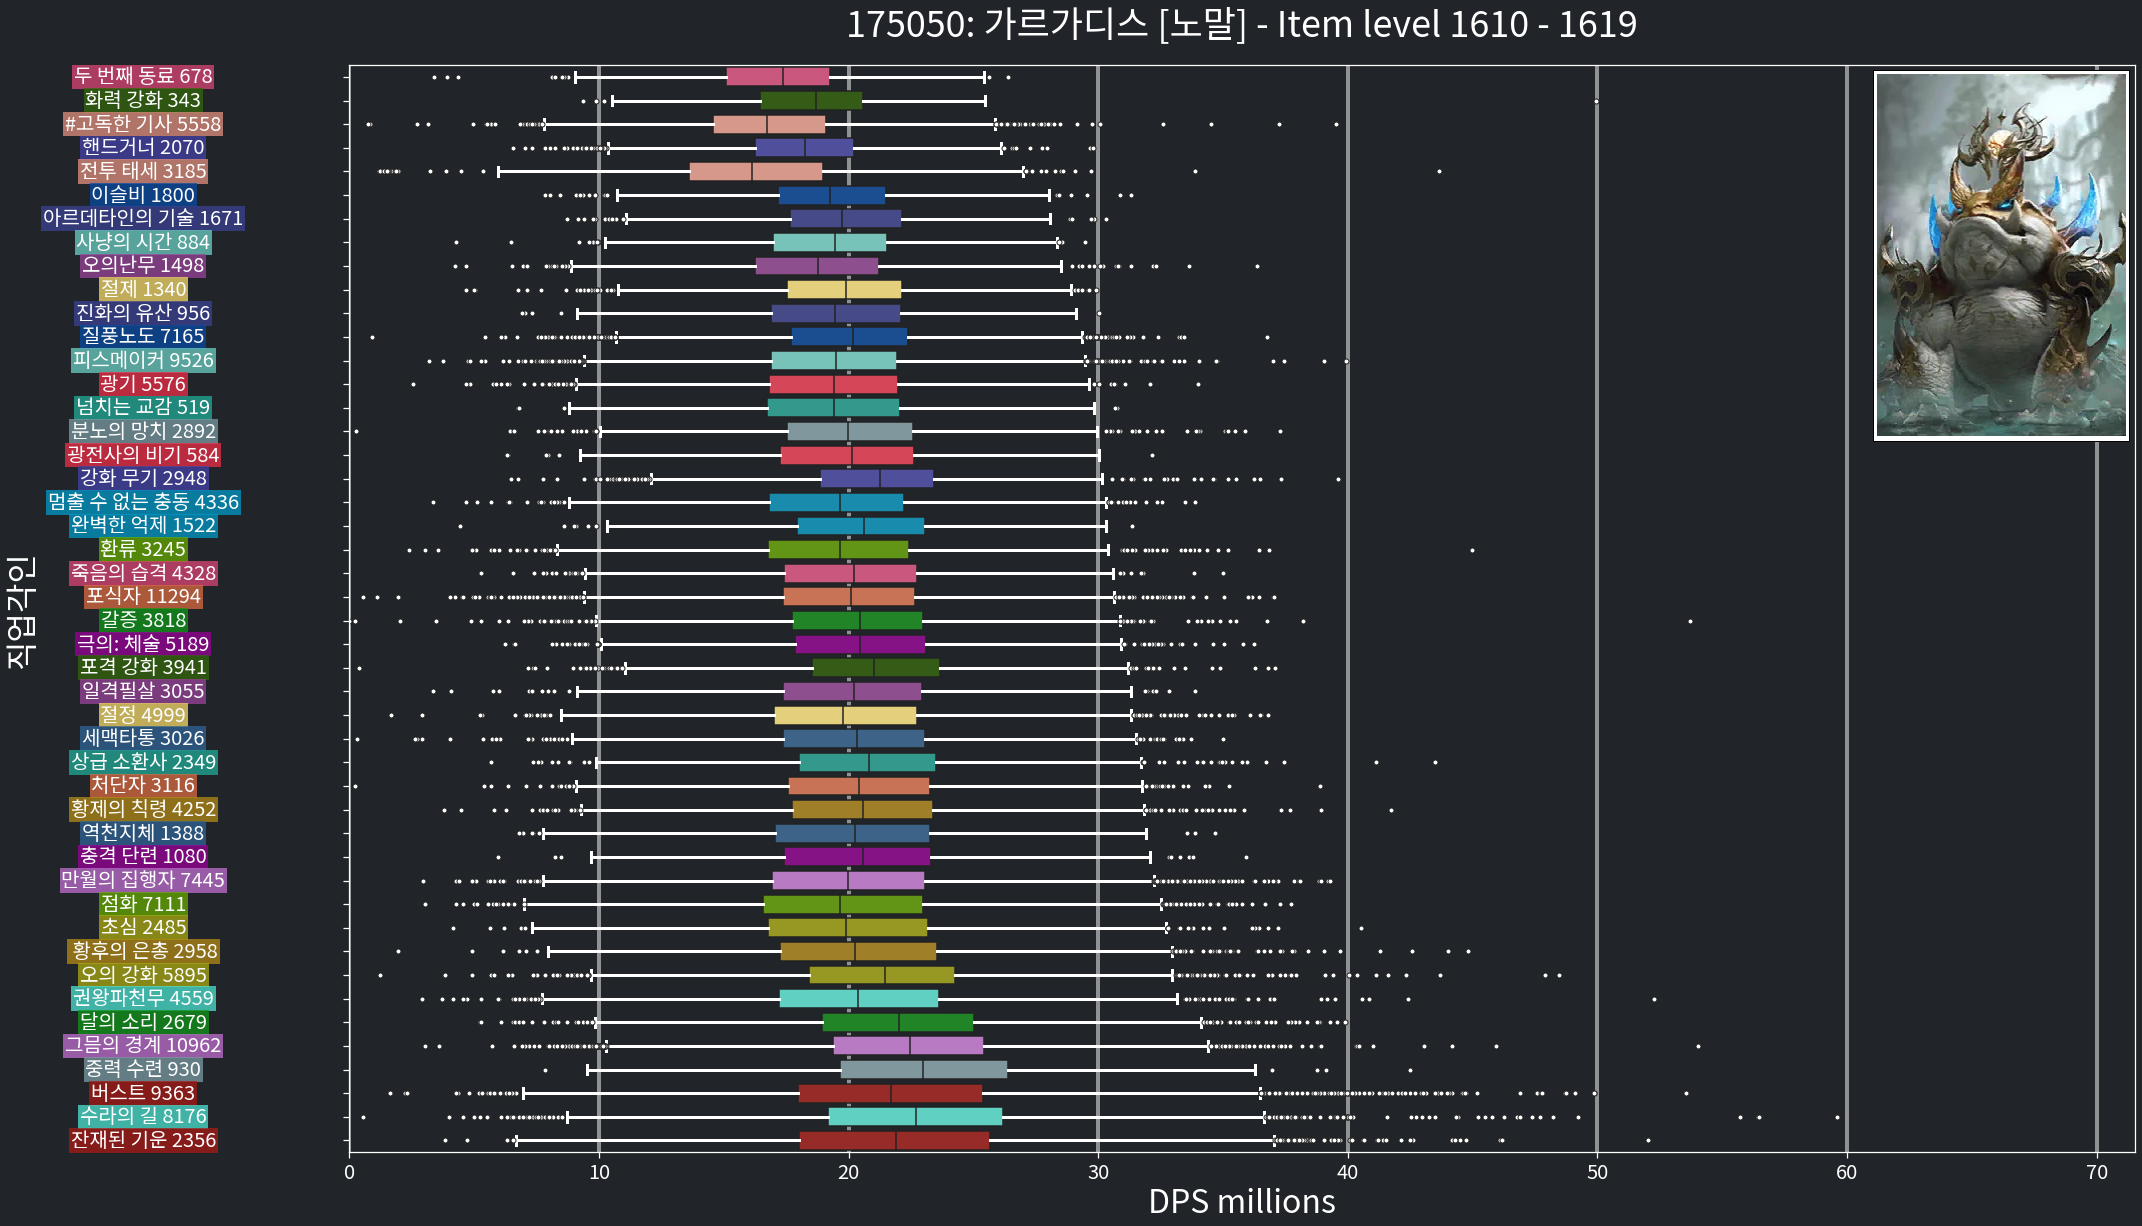 175050: 가르가디스 [노말] - Item level 1610 - 1619
직업각인
두 번째 동료 678
화력 강화 343
#고독한 기사 5558
핸드거너 2070
전투 태세 3185
이슬비 1800
아르데타인의 기술 1671
사냥의 시간 884
오의난무 1498
절제 1340
진화의 유산 956
질풍노도 7165
피스메이커 9526
광기 5576
넘치는 교감 519
분노의 망치 2892
광전사의 비기 584
강화 무기 2948
멈출 수 없는 충동 4336
완벽한 억제 1522
환류 3245
죽음의 습격 4328
포식자 11294
갈증 3818
극의: 체술 5189
포격 강화 3941
일격필살 3055
절정 4999
세맥타통 3026
상급 소환사 2349
처단자 3116
황제의 칙령 4252
역천지체 1388
충격 단련 1080
만월의 집행자 7445
점화 7111
초심 2485
황후의 은총 2958
오의 강화 5895
권왕파천무 4559
달의 소리 2679
그믐의 경계 10962
중력 수련 930
버스트 9363
수라의 길 8176
잔재된 기운 2356
0 10 20 30 40 50 60 70
DPS millions